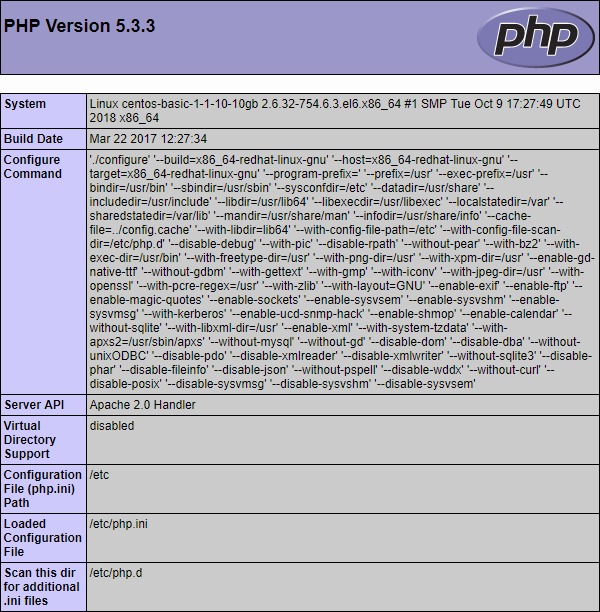 PHP Version 5.3.3
php
System
Linux centos-basic-1-1-10-10gb 2.6.32-754.6.3.el6.x86_64 #1 SMP Tue Oct 9 17:27:49 UTC
2018 x86_64
Build Date
Mar 22 2017 12:27:34
Configure
Command
'./configure' '--build=x86_64-redhat-linux-gnu' '--host=x86_64-redhat-linux-gnu' '--
target=x86_64-redhat-linux-gnu' '--program-prefix=' '--prefix=/usr' '--exec-prefix=/usr' '--
bindir=/usr/bin' '--sbindir=/usr/sbin' '--sysconfdir=/etc' '--datadir=/usr/share' '--
includedir=/usr/include' '--libdir=/usr/lib64' '--libexecdir=/usr/libexec' '--localstatedir=/var' '--
sharedstatedir=/var/lib' '--mandir=/usr/share/man' '--infodir=/usr/share/info' '--cache-
file=../config.cache' '--with-libdir=lib64' '--with-config-file-path=/etc' '--with-config-file-scan-
dir=/etc/php.d' '--disable-debug' '--with-pic' '--disable-rpath' '--without-pear' '--with-bz2' '--with-
exec-dir=/usr/bin' '--with-freetype-dir=/usr' '--with-png-dir=/usr' '--with-xpm-dir=/usr' '--enable-gd-
native-ttf' '--without-gdbm' '--with-gettext' '--with-gmp' '--with-iconv' '--with-jpeg-dir=/usr' '--with-
openssl' '--with-pcre-regex=/usr' '--with-zlib' '--with-layout=GNU' '--enable-exif' '--enable-ftp' '--
enable-magic-quotes' '--enable-sockets' '--enable-sysvsem' '--enable-sysvshm' '--enable-
sysvmsg' '--with-kerberos' '--enable-ucd-snmp-hack' '--enable-shmop' '--enable-calendar' '--
without-sqlite' '--with-libxml-dir=/usr' '--enable-xml' '--with-system-tzdata' '--with-
apxs2=/usr/sbin/apxs' '--without-mysql' '--without-gd' '--disable-dom' '--disable-dba' '--without-
unixODBC' '--disable-pdo' '--disable-xmlreader' '--disable-xmlwriter' '--without-sqlite3' '--disable-
phar' '--disable-fileinfo' '--disable-json' '--without-pspell' '--disable-wddx' '--without-curl' '--
disable-posix' '--disable-sysvmsg' '--disable-sysvshm' '--disable-sysvsem'
Server API
Apache 2.0 Handler
Virtual
Directory
Support
disabled
Configuration
File (php.ini)
Path
/etc
Loaded
Configuration
File
/etc/php.ini
Scan this dir
for additional
.ini files
/etc/php.d